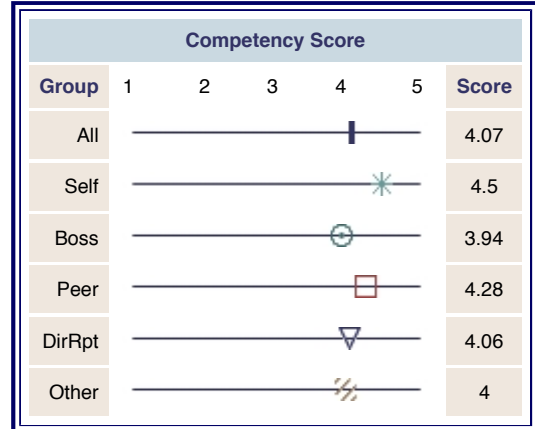 Competency Score
Group 1 2 3 4 5 Score
All 4.07
Self 4.5
Boss 3.94
Peer 4.28
DirRpt 4.06
Other 4